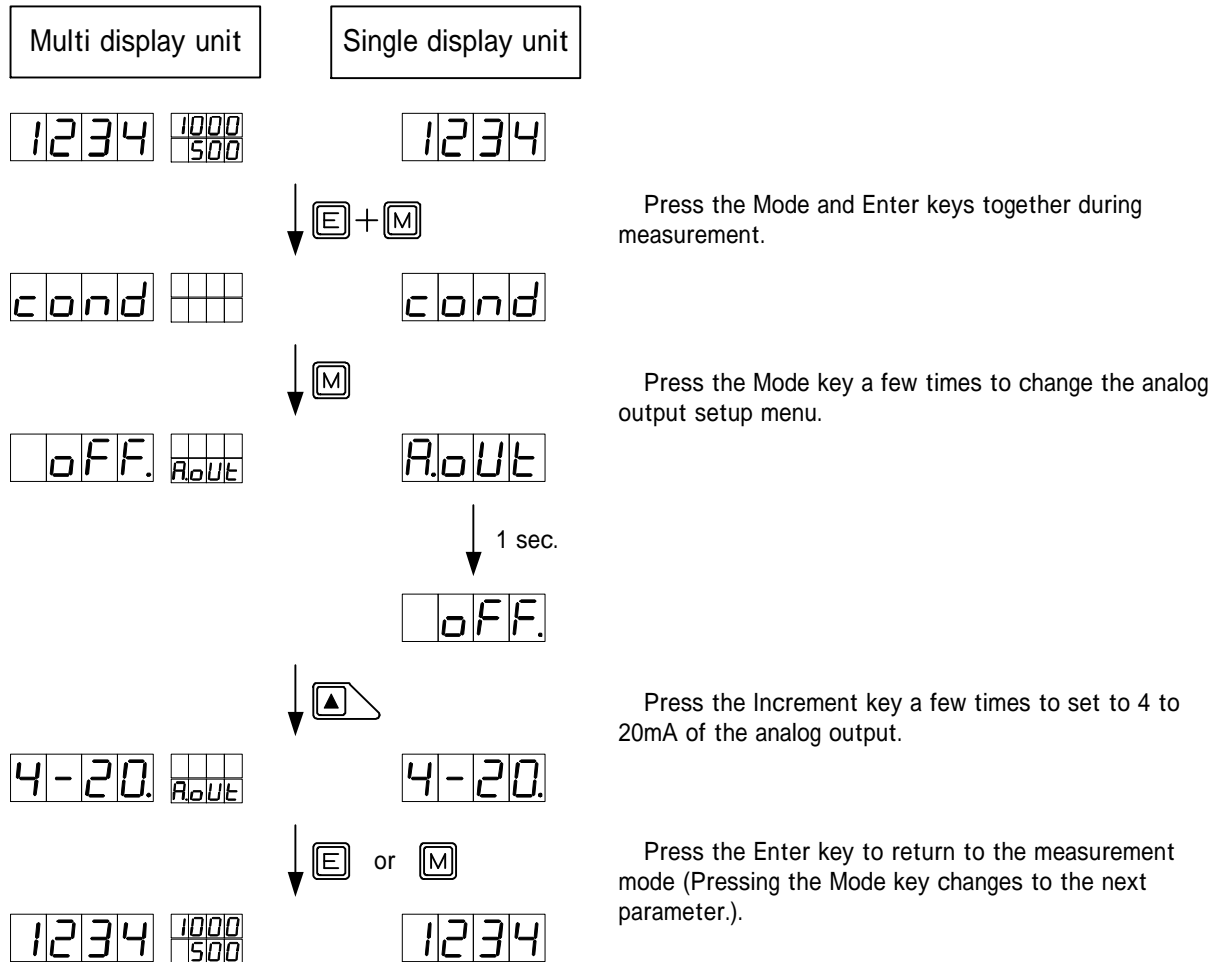 Multi display unit
Single display unit
1234 1000
500
1234
E + M
Press the Mode and Enter keys together during
measurement.
cond
cond
M
Press the Mode key a few times to change the analog
output setup menu.
oFF. A.oUt
A.oUt
1 sec.
oFF.
▲
Press the Increment key a few times to set to 4 to
20mA of the analog output.
4-20. A.oUt
4-20.
E or M
Press the Enter key to return to the measurement
mode (Pressing the Mode key changes to the next
parameter.).
1234 1000
500
1234